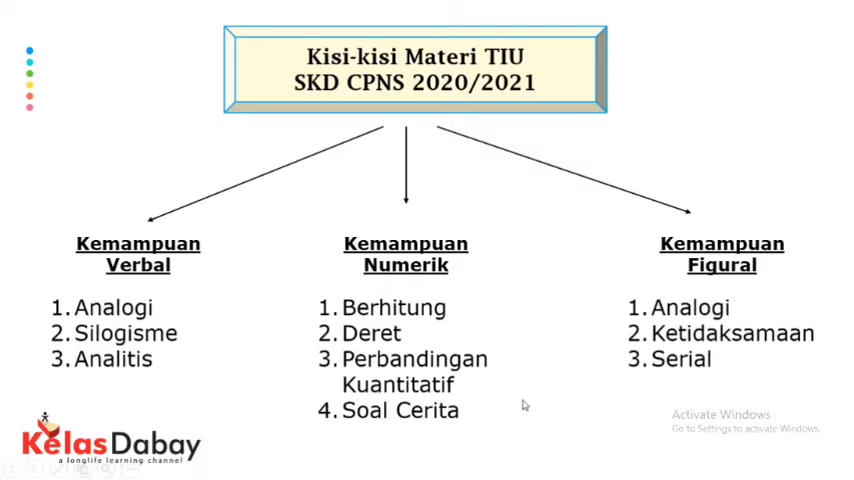 Kisi-kisi Materi TIU
SKD CPNS 2020/2021
Kemampuan
Verbal
1. Analogi
2. Silogisme
3. Analitis
Kemampuan
Numerik
1. Berhitung
2. Deret
3. Perbandingan
Kuantitatif
4. Soal Cerita
Kemampuan
Figural
1. Analogi
2. Ketidaksamaan
3. Serial
Activate Windows
Go to Settings to activate Windows.
Kelas Dabay
a longlife learning channel